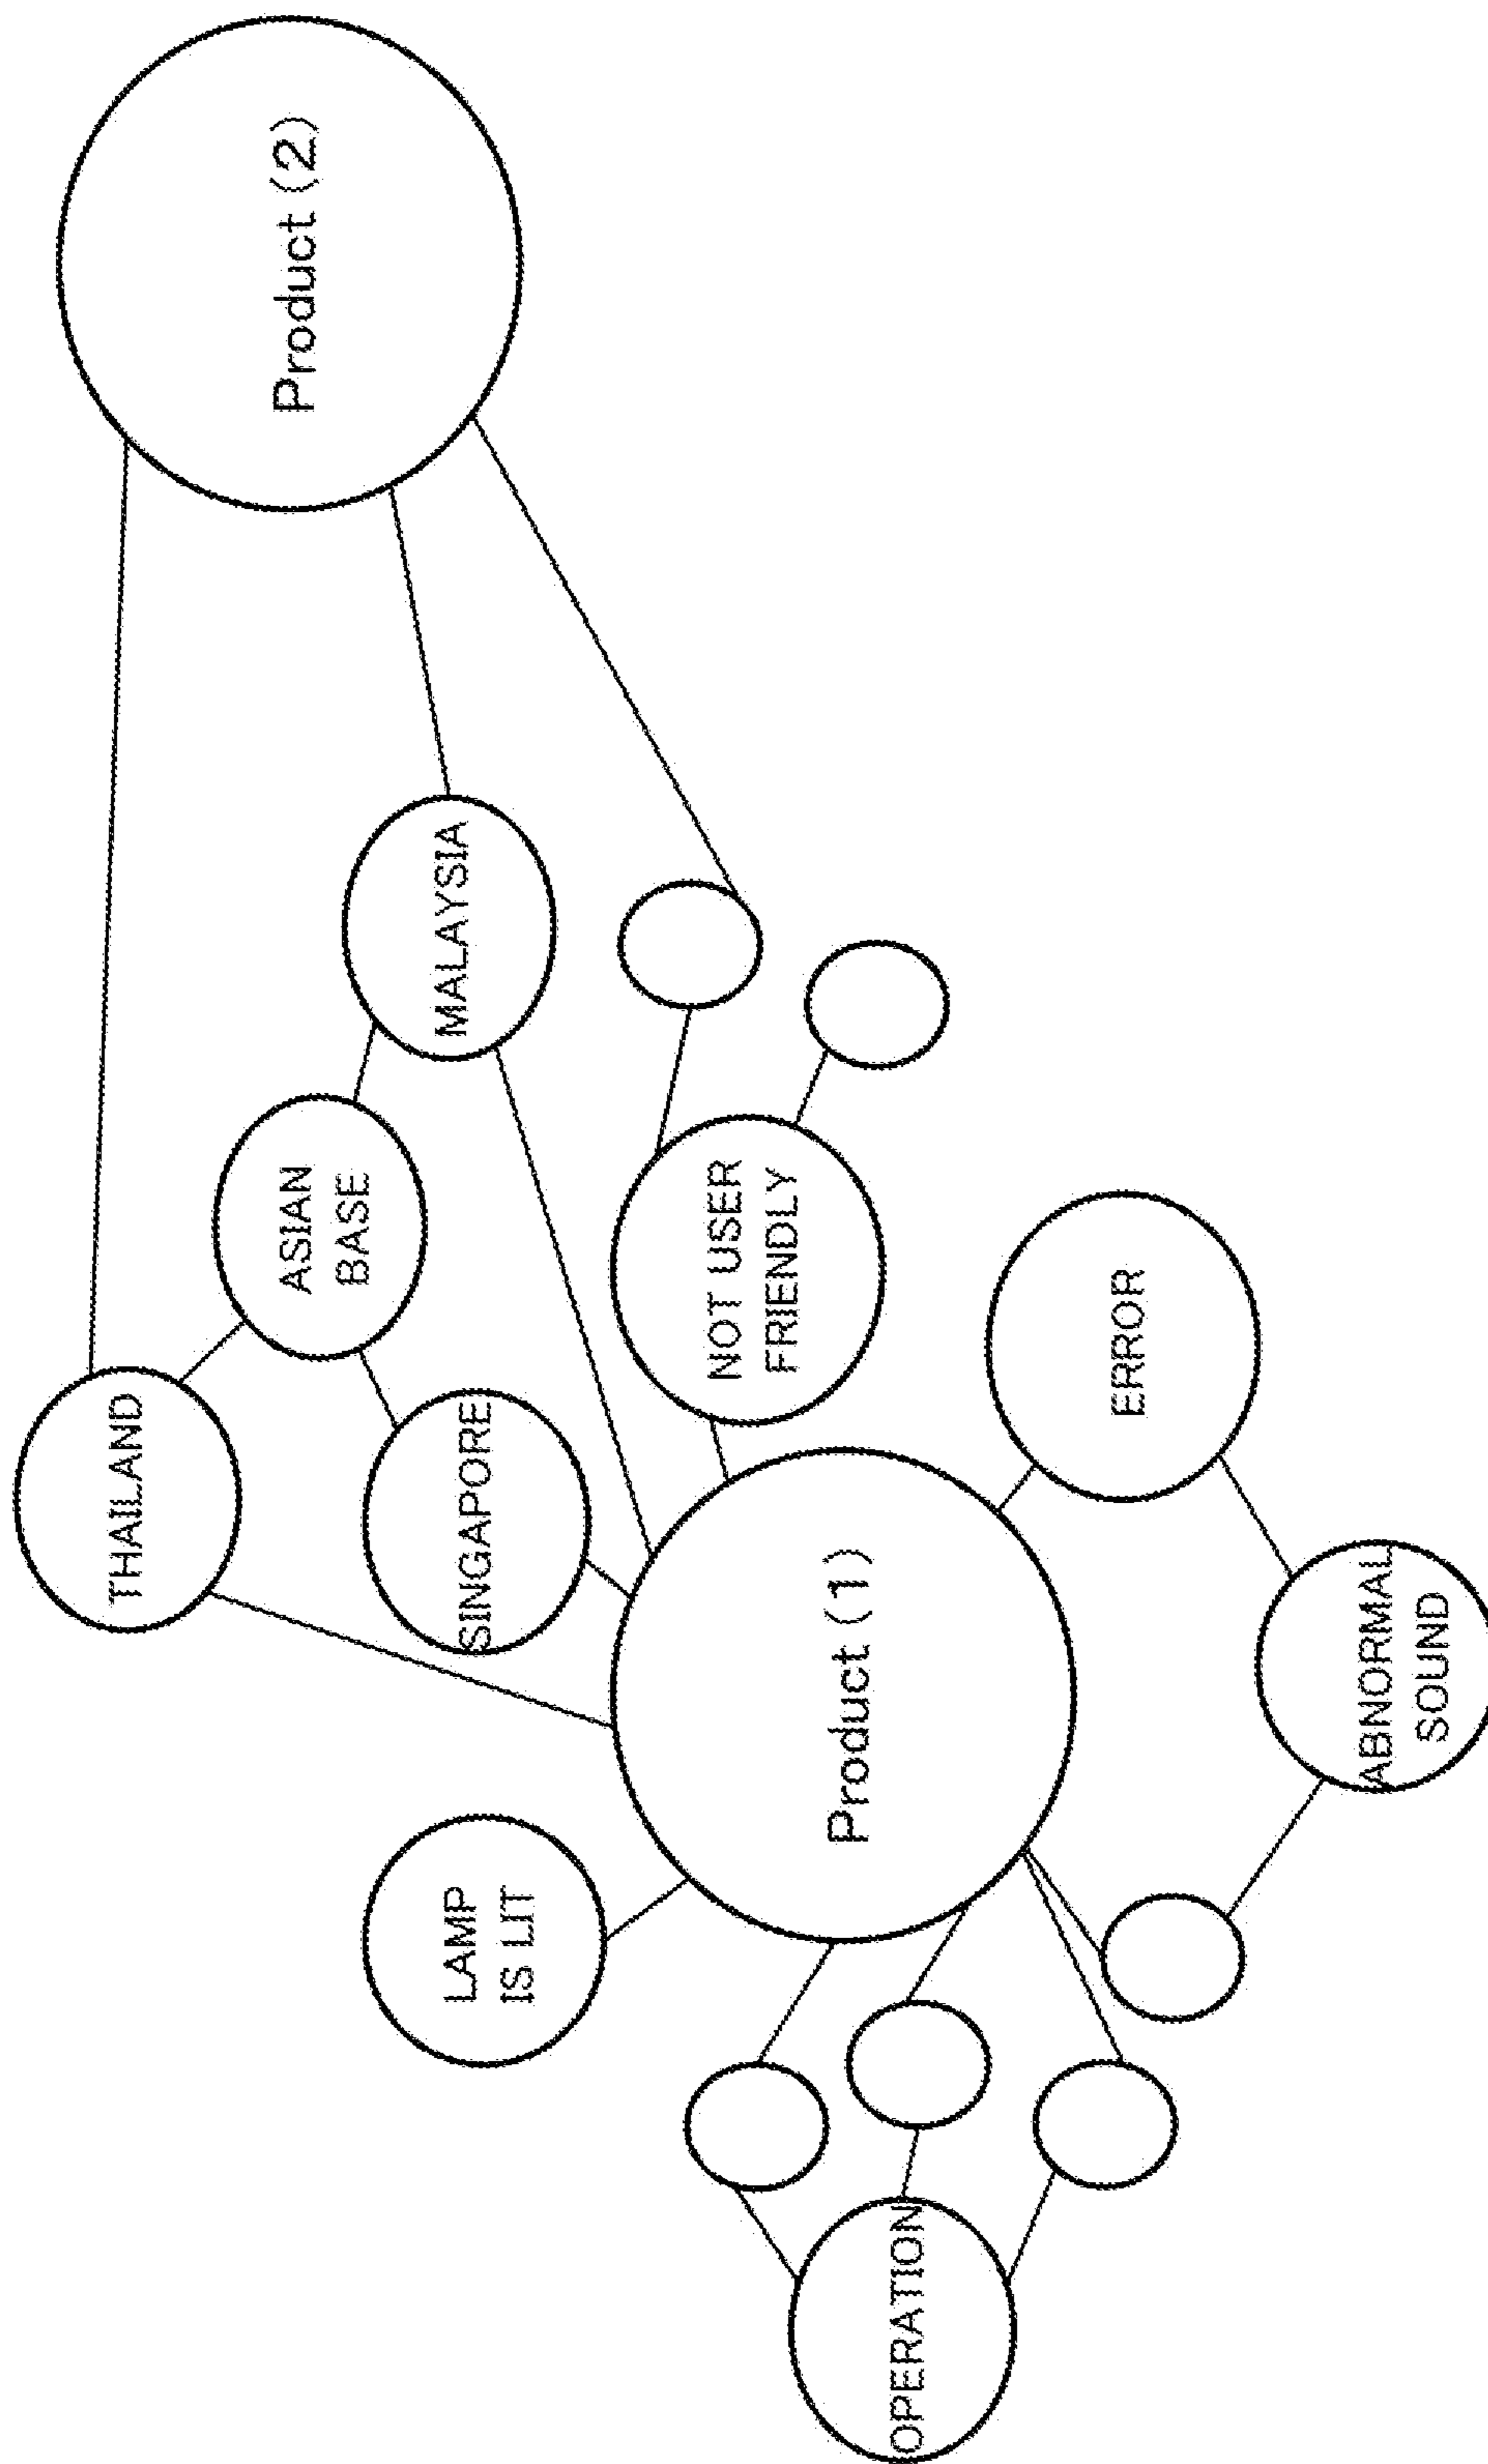 THAILAND
ASIAN
BASE
MALAYSIA
Product (2)
LAMP
IS LIT
SINGAPORE
NOT USER
FRIENDLY
OPERATION
Product (1)
ERROR
ABNORMAL
SOUND